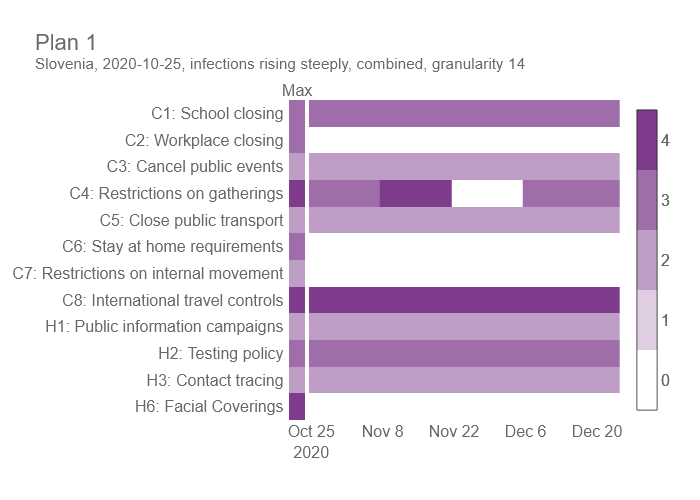 Plan 1
Slovenia, 2020-10-25, infections rising steeply, combined, granularity 14
Max
C1: School closing
C2: Workplace closing
C3: Cancel public events
C4: Restrictions on gatherings
C5: Close public transport
C6: Stay at home requirements
C7: Restrictions on internal movement
C8: International travel controls
H1: Public information campaigns
H2: Testing policy
H3: Contact tracing
H6: Facial Coverings
Oct 25 Nov 8 Nov 22 Dec 6 Dec 20
2020
4
3
2
1
0